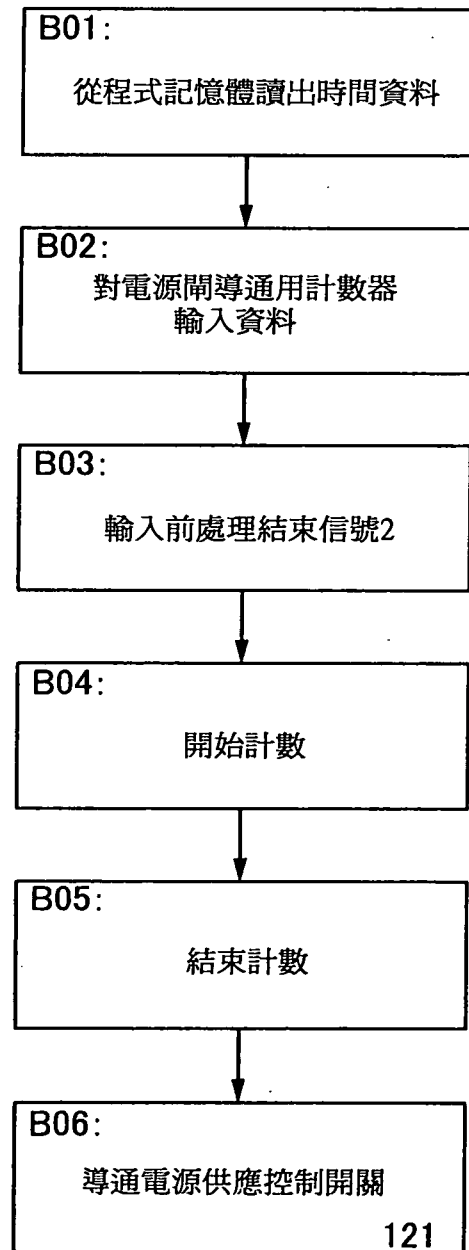 B01:
從程式記憶體讀出時間資料
B02:
對電源閘導通用計數器
輸入資料
B03:
輸入前處理結束信號2
B04:
開始計數
B05:
結束計數
B06:
導通電源供應控制開關
121